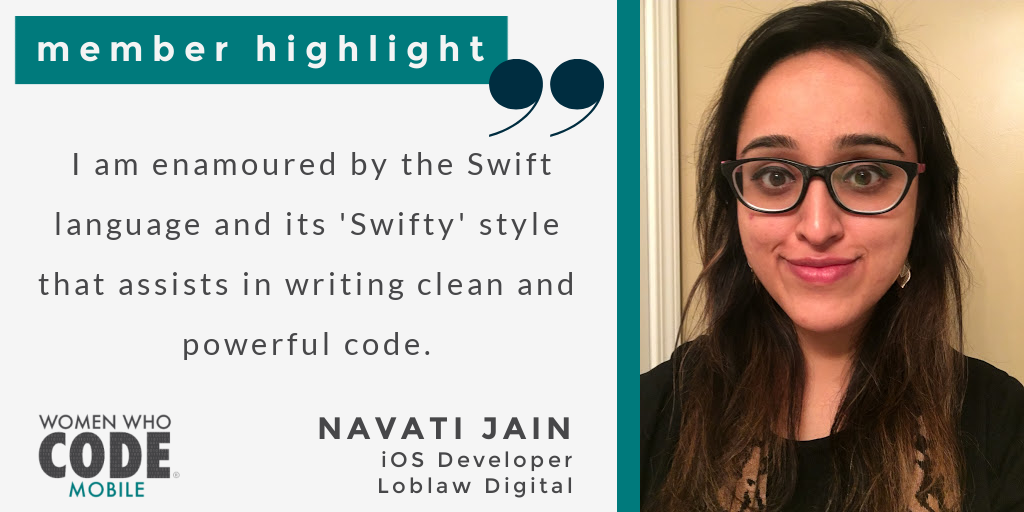 member highlight
I am enamoured by the Swift
language and its 'Swifty' style
that assists in writing clean and
powerful code.
WOMEN WHO
CODE®
MOBILE
NAVATI JAIN
iOS Developer
Loblaw Digital